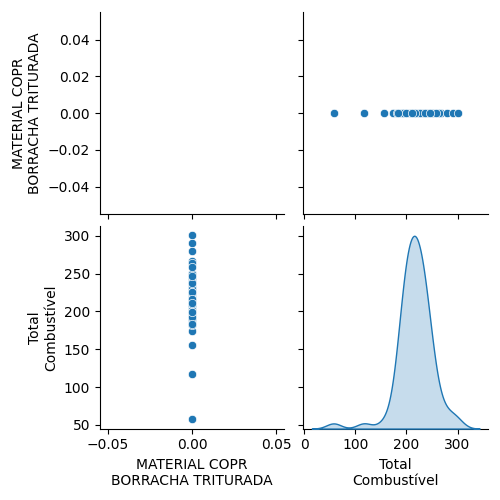 0.04
0.02
0.00
−0.02
−0.04
MATERIAL COPR
BORRACHA TRITURADA
300
250
200
150
100
50
Total
Combustível
−0.05
0.00
0.05
MATERIAL COPR
BORRACHA TRITURADA
0
100
200
300
Total
Combustível